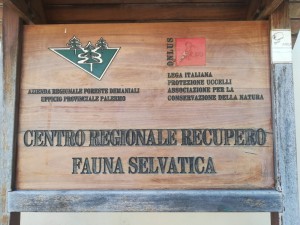 ONLUS
AZIENDA REGIONALE FORESTE DEMANIALI
UFFICIO PROVINCIALE PALERMO
LEGA ITALIANA
PROTEZIONE UCCELLI
ASSOCIAZIONE PER LA
CONSERVAZIONE DELLA NATURA
CENTRO REGIONALE RECUPERO
FAUNA SELVATICA